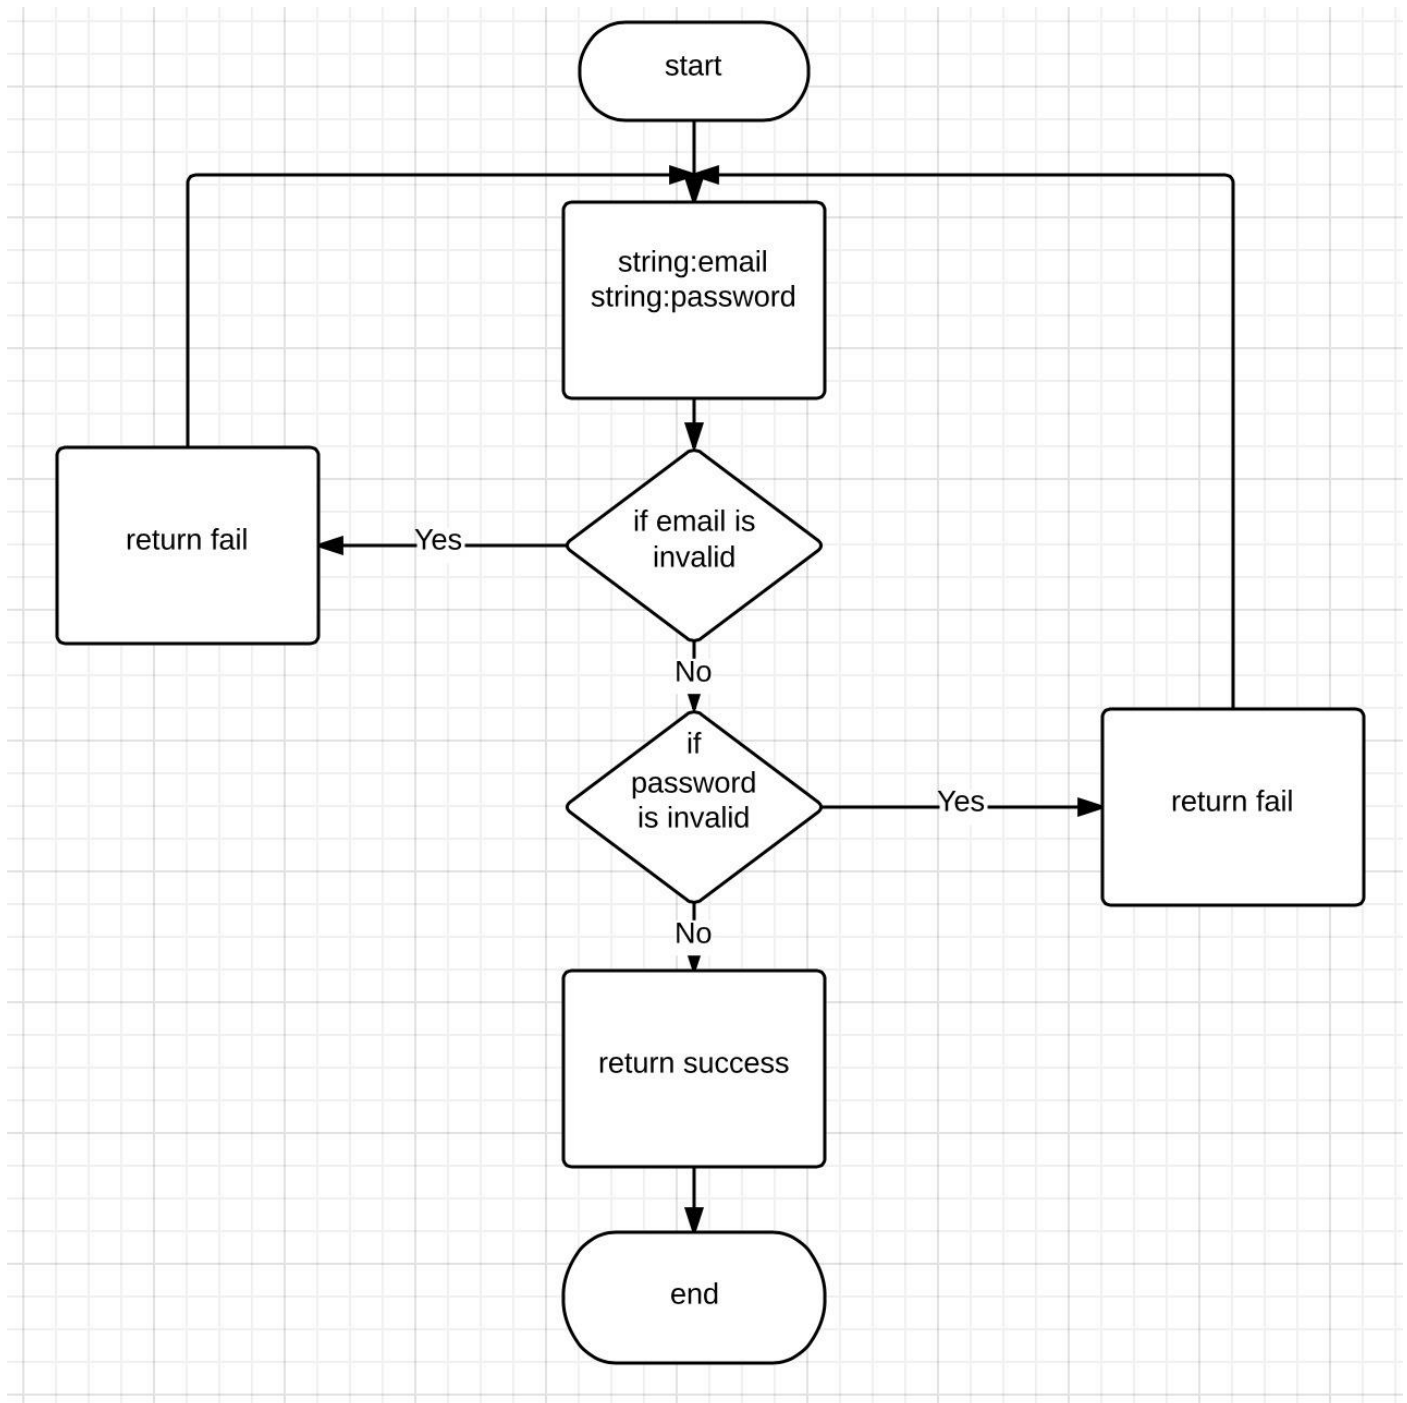 start
string:email
string:password
if email is
invalid
Yes
return fail
No
if
password
is invalid
Yes
return fail
No
return success
end